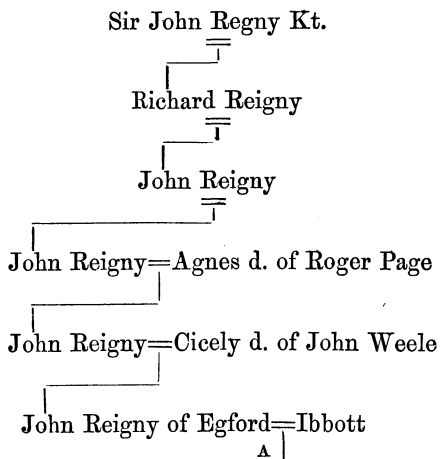 Sir John Regny Kt.
Richard Reigny
John Reigny
John Reigny=Agnes d. of Roger Page
John Reigny=Cicely d. of John Weele
John Reigny of Egford=Ibbott
A